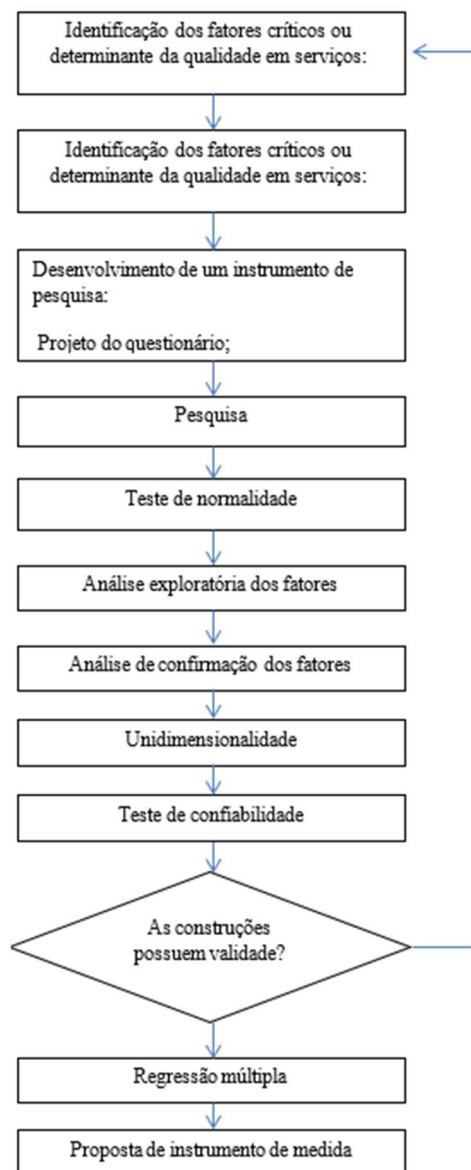 Identificação dos fatores críticos ou
determinante da qualidade em serviços:
Identificação dos fatores críticos ou
determinante da qualidade em serviços:
Desenvolvimento de um instrumento de
pesquisa:
Projeto do questionário;
Pesquisa
Teste de normalidade
Análise exploratória dos fatores
Análise de confirmação dos fatores
Unidimensionalidade
Teste de confiabilidade
As construções
possuem validade?
Regressão múltipla
Proposta de instrumento de medida